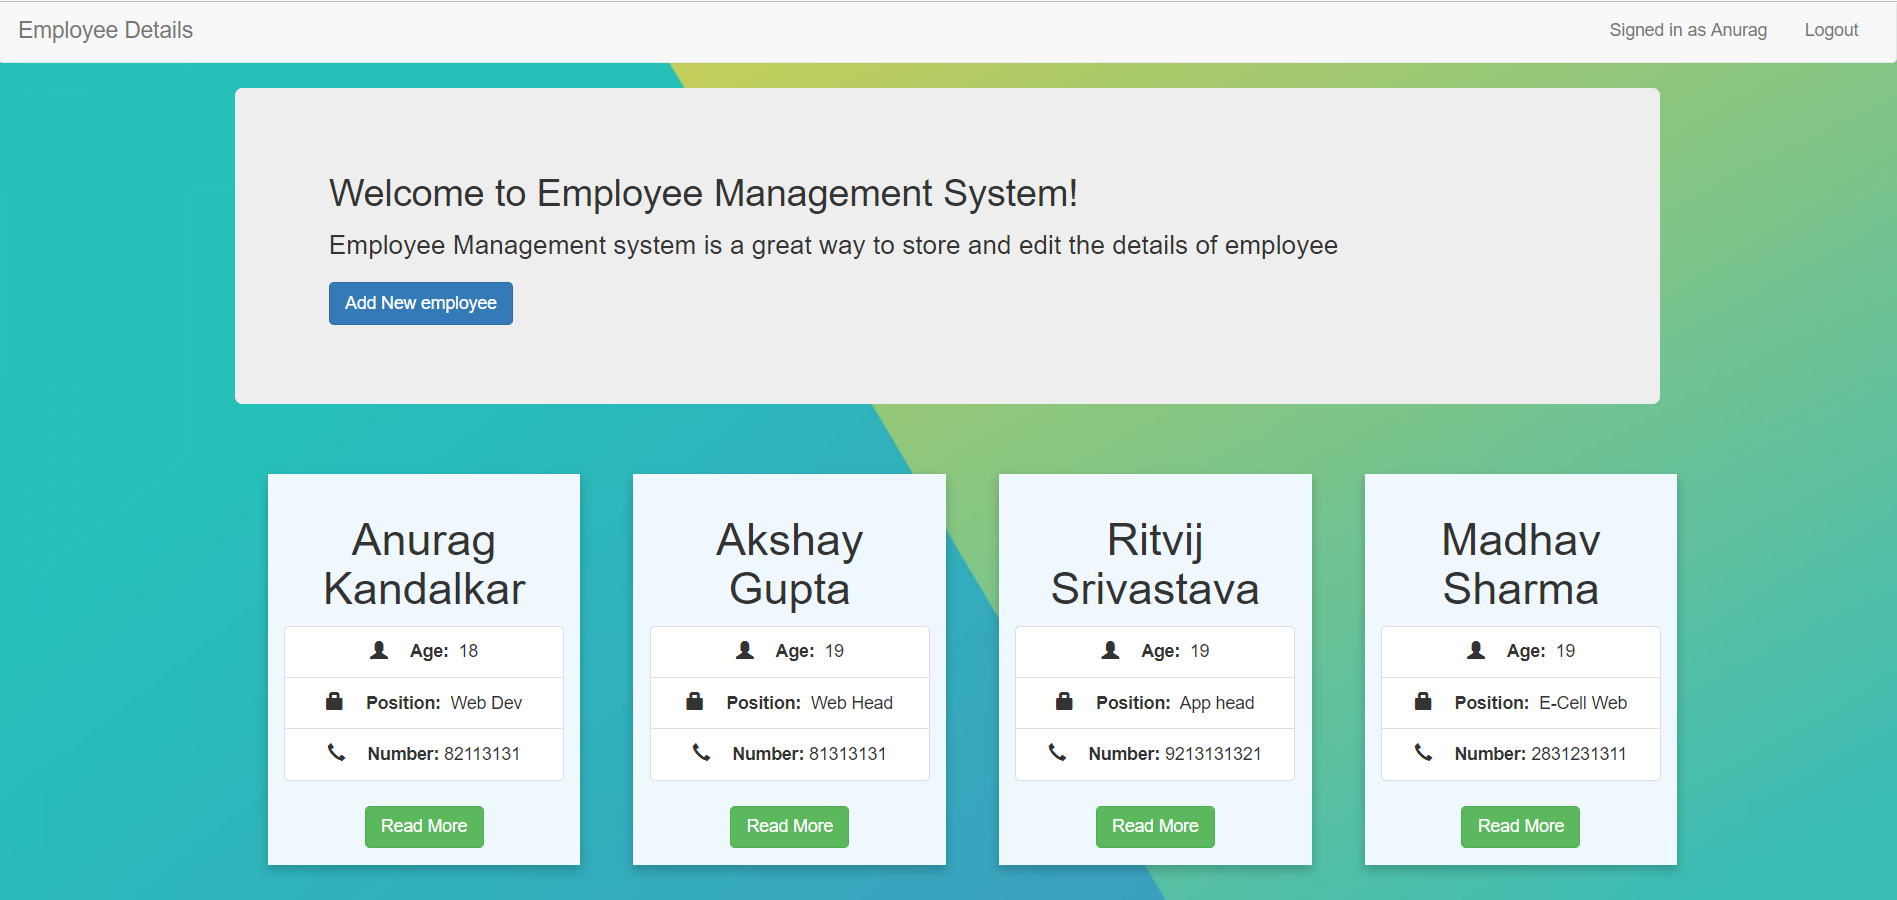 Employee Details
Signed in as Anurag
Logout
Welcome to Employee Management System!
Employee Management system is a great way to store and edit the details of employee
Add New employee
Anurag
Kandalkar
Age: 18
Position: Web Dev
Number: 82113131
Read More
Akshay
Gupta
Age: 19
Position: Web Head
Number: 81313131
Read More
Ritvij
Srivastava
Age: 19
Position: App head
Number: 9213131321
Read More
Madhav
Sharma
Age: 19
Position: E-Cell Web
Number: 2831231311
Read More